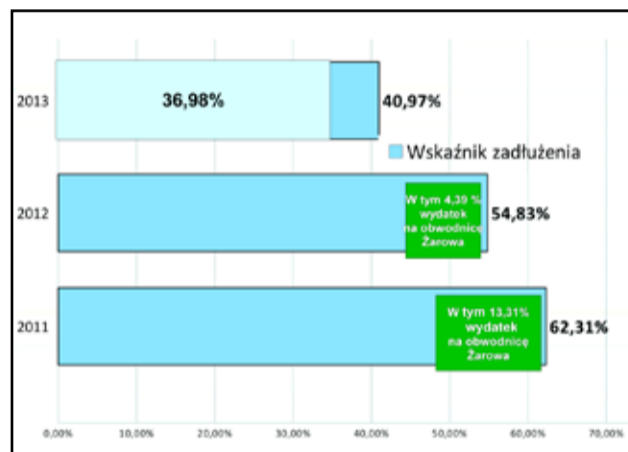 2013
36,98%
40,97%
Wskaźnik zadłużenia
2012
W tym 4,39 %
wydatek
na obwodnicę
Żarowa
54,83%
2011
W tym 13,31%
wydatek
na obwodnicę
Żarowa
62,31%
0,00% 10,00% 20,00% 30,00% 40,00% 50,00% 60,00% 70,00%